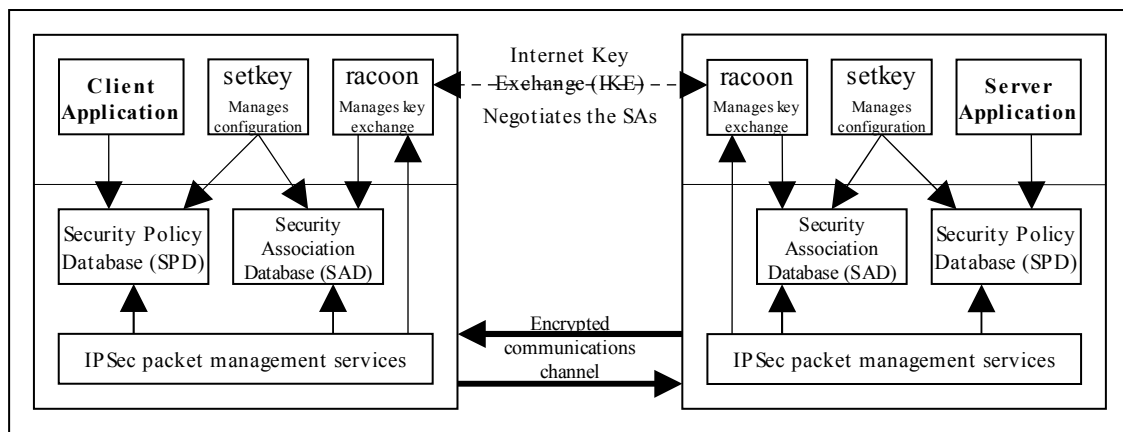 Client
Application
setkey
Manages
configuration
racoon
Manages key
exchange
Internet Key
Exchange (IKE)
Negotiates the SAs
racoon
Manages key
exchange
setkey
Manages
configuration
Server
Application
Security Policy
Database (SPD)
Security
Association
Database (SAD)
Security
Association
Database (SAD)
Security Policy
Database (SPD)
IPSec packet management services
Encrypted
communications
channel
IPSec packet management services